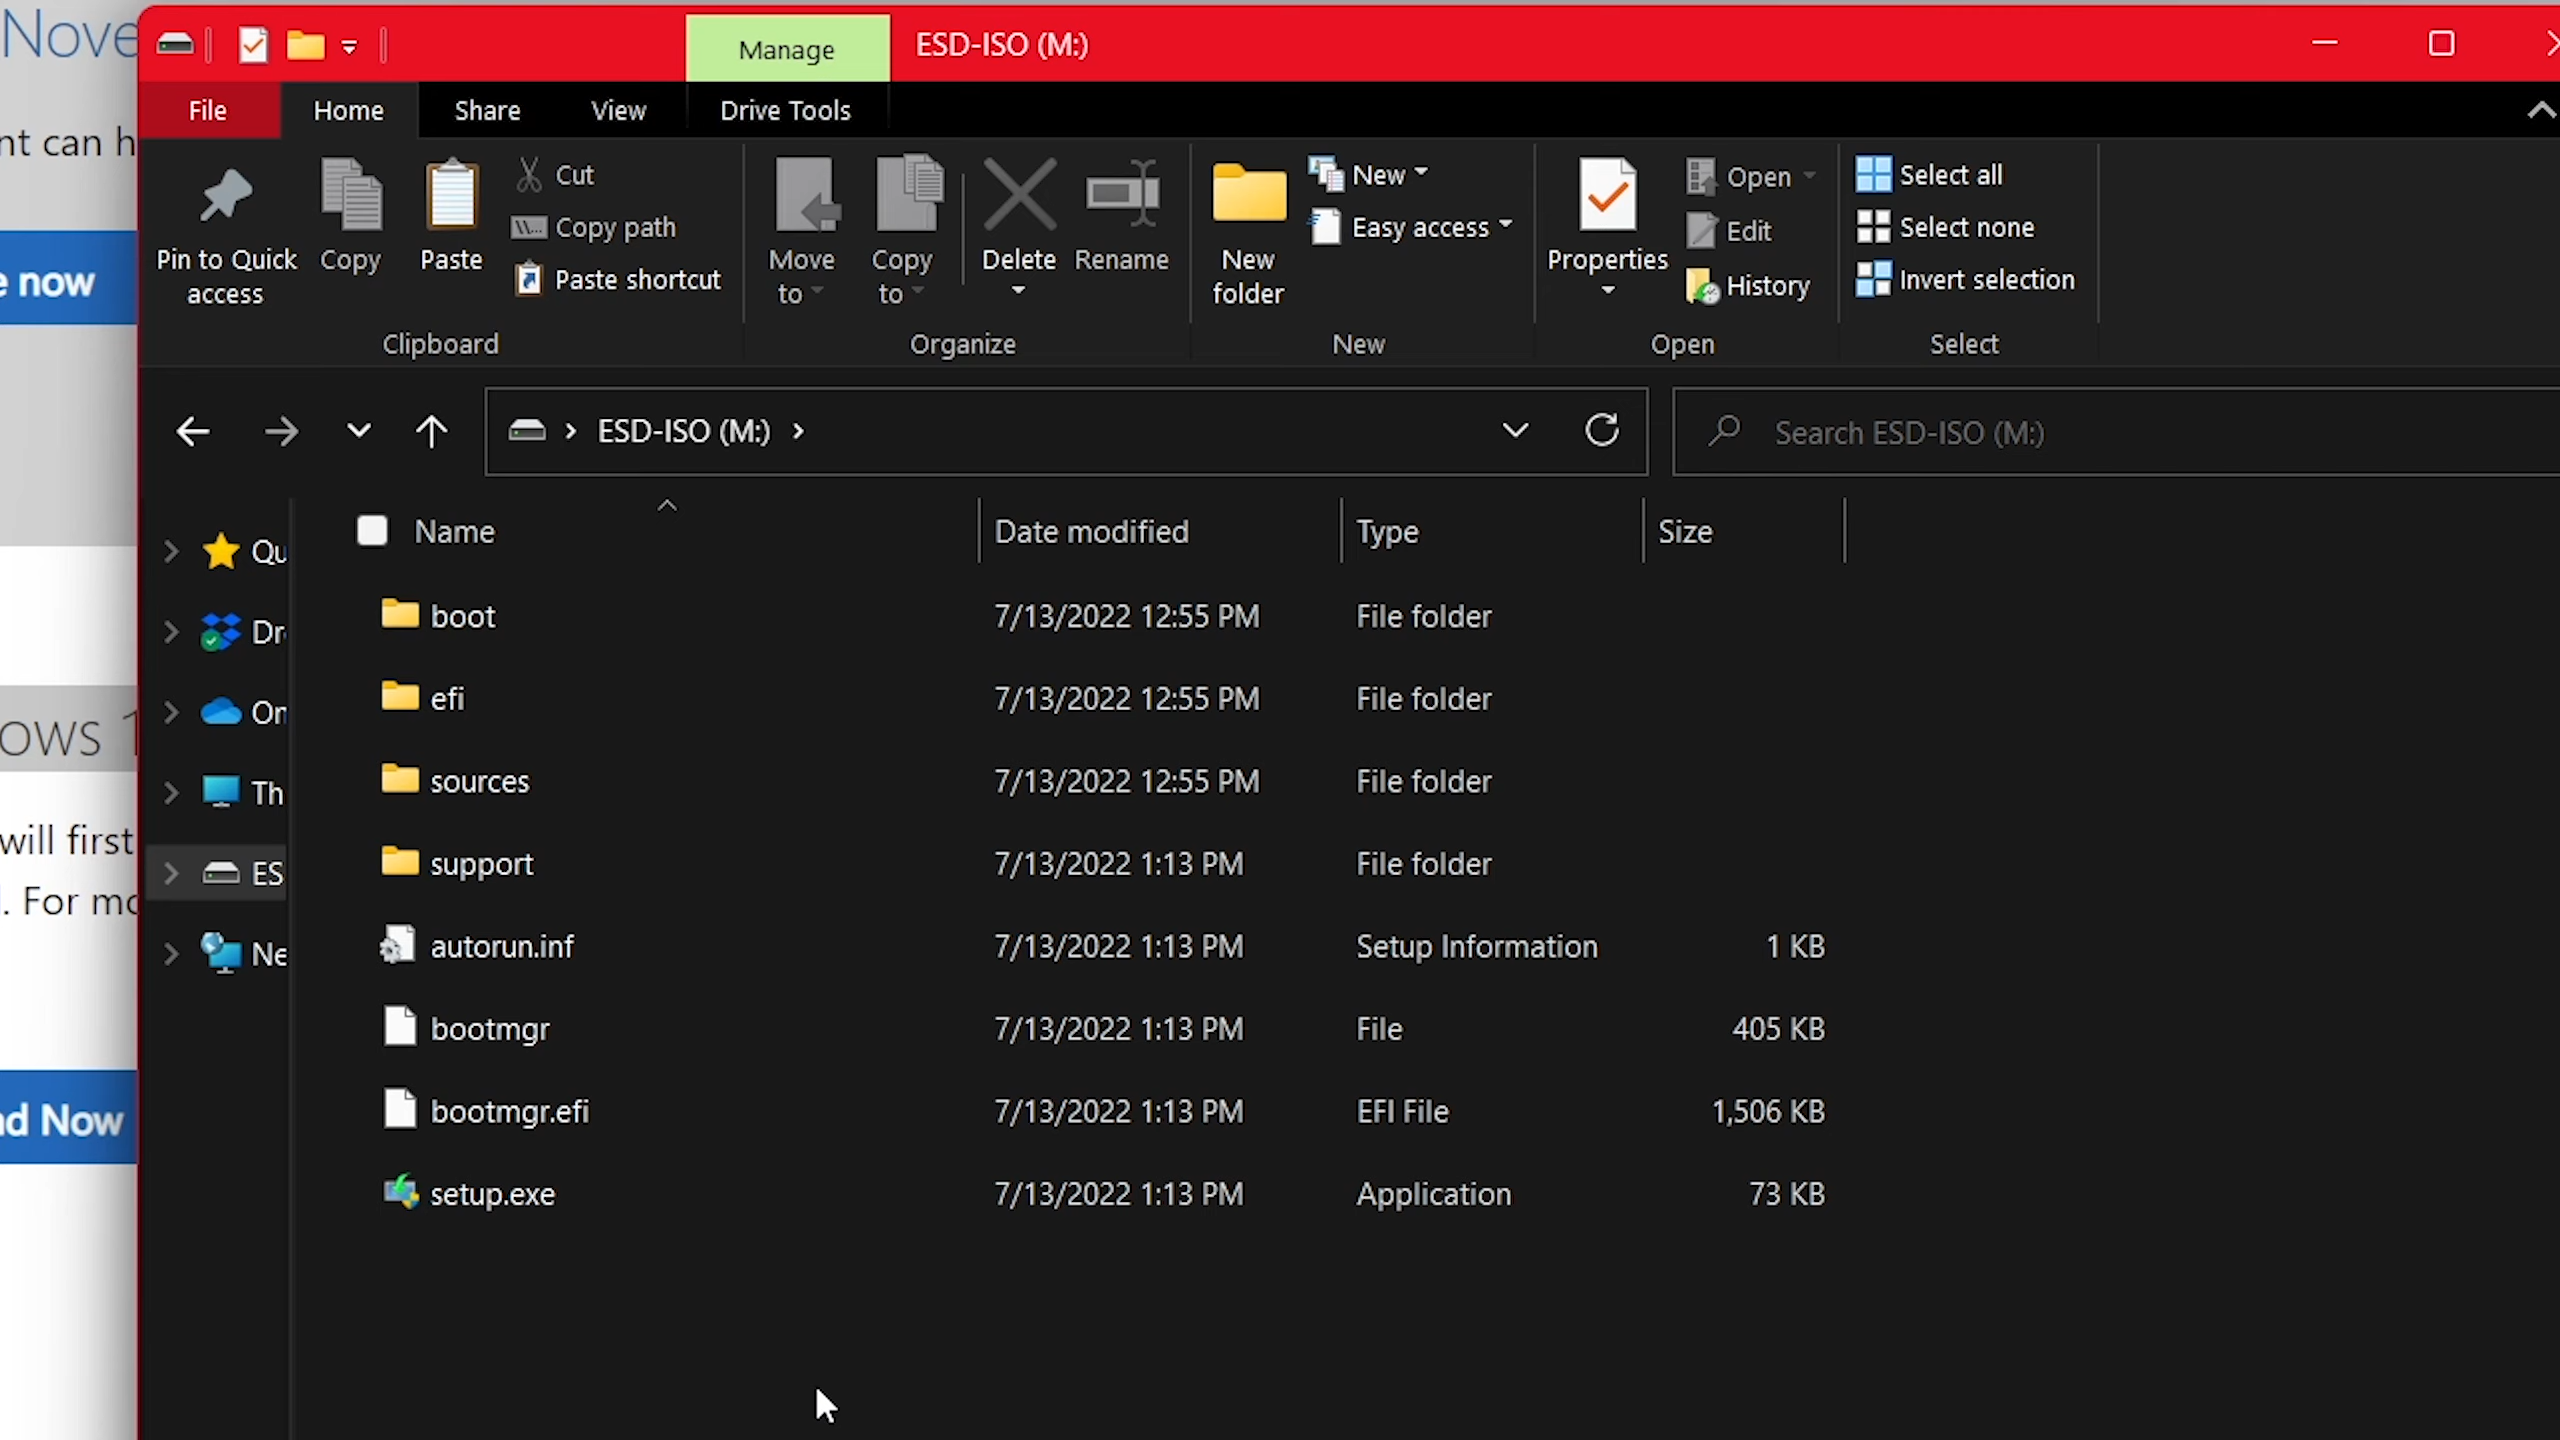 Nove
nt can h
e now
ows 1
will first
. For mo
nd Now
Manage
ESD-ISO (M:)
File
Home
Share
View
Drive Tools
Pin to Quick
access
Copy
Paste
Cut
Copy path
Paste shortcut
Clipboard
Move
to
Copy
to
Delete
Rename
Organize
New
folder
New
Easy access
New
Properties
Open
Edit
History
Open
Select all
Select none
Invert selection
Select
ESD-ISO (M:)
Search ESD-ISO (M:)
Qu
Dr
On
Th
ES
Ne
Name Date modified Type Size
boot 7/13/2022 12:55 PM File folder
efi 7/13/2022 12:55 PM File folder
sources 7/13/2022 12:55 PM File folder
support 7/13/2022 1:13 PM File folder
autorun.inf 7/13/2022 1:13 PM Setup Information 1 KB
bootmgr 7/13/2022 1:13 PM File 405 KB
bootmgr.efi 7/13/2022 1:13 PM EFI File 1,506 KB
setup.exe 7/13/2022 1:13 PM Application 73 KB